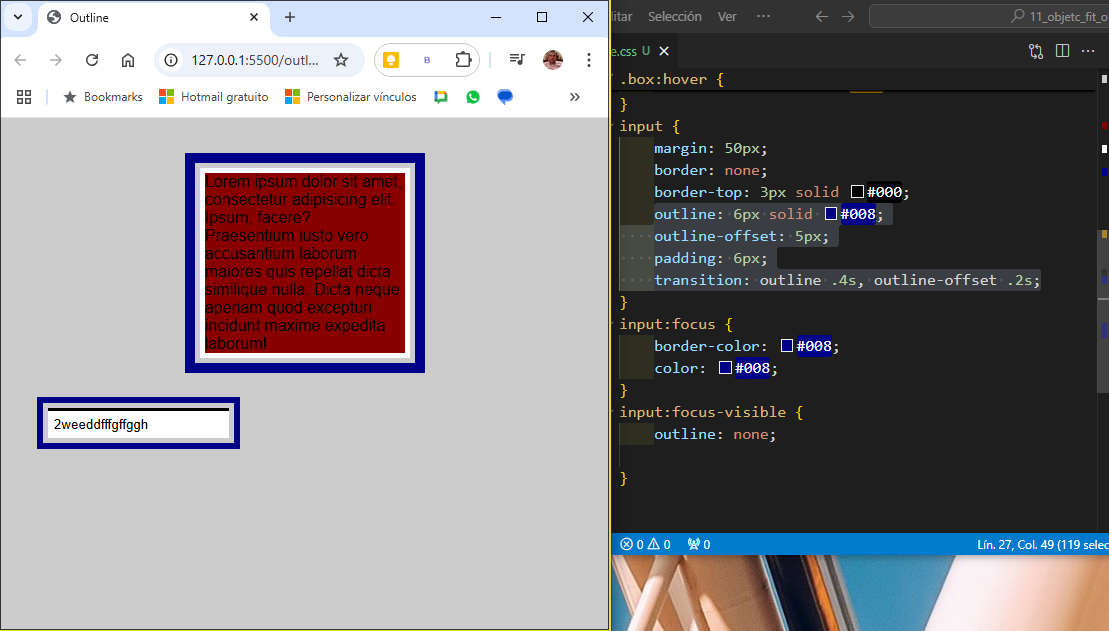 Outline
127.0.0.1:5500/outl...
B
Bookmarks
Hotmail gratuito
Personalizar vínculos
Lorem ipsum dolor sit amet,
consectetur adipisicing elit.
Ipsum, facere?
Praesentium iusto vero
accusantium laborum
maiores quis repellat dicta
similique nulla. Dicta neque
aperiam quod excepturi
incidunt maxime expedita
laborum!
2weeddfffgffggh
itar Selección Ver ···
11_objetc_fit_o
e.css U
.box:hover {
}
input {
margin: 50px;
border: none;
border-top: 3px solid #000;
outline: 6px solid #008;
outline-offset: 5px;
padding: 6px;
transition: outline .4s, outline-offset .2s;
}
input:focus {
border-color: #008;
color: #008;
}
input:focus-visible {
outline: none;
}
0 0 0
Lín. 27, Col. 49 (119 selec